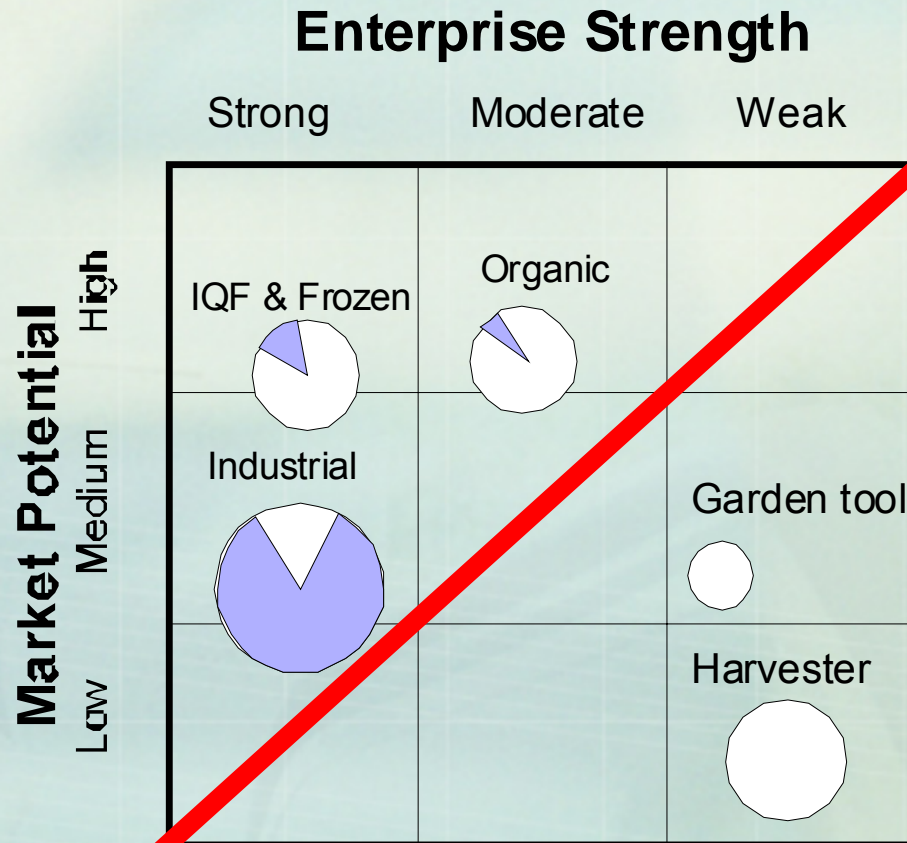 Enterprise Strength
Strong Moderate Weak
Market Potential
High
Medium
Low
IQF & Frozen
Organic
Industrial
Garden tool
Harvester